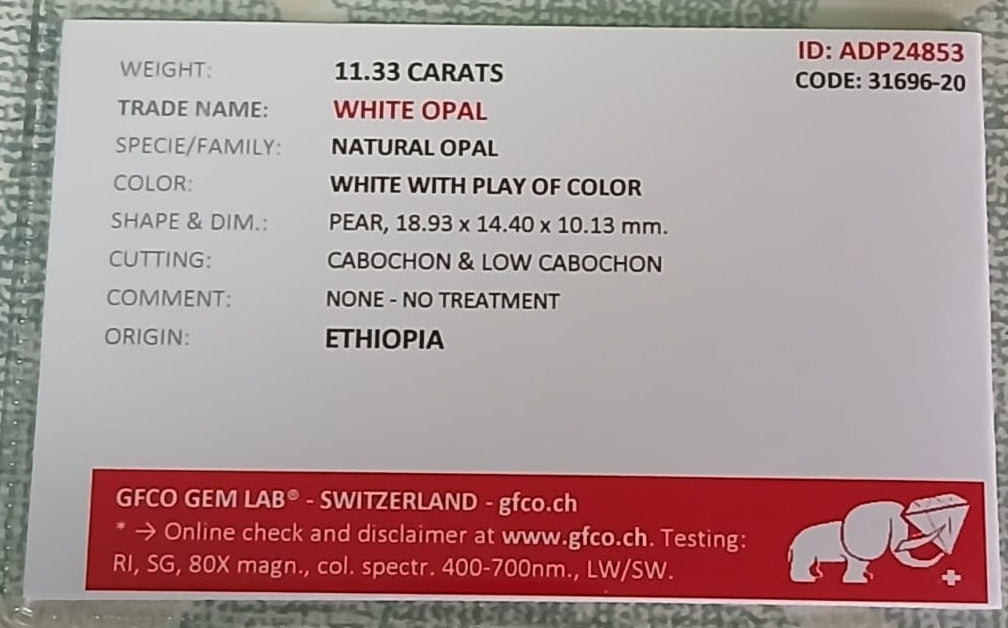 ID: ADP24853
CODE: 31696-20
WEIGHT: 11.33 CARATS
TRADE NAME: WHITE OPAL
SPECIE/FAMILY: NATURAL OPAL
COLOR: WHITE WITH PLAY OF COLOR
SHAPE & DIM.: PEAR, 18.93 x 14.40 x 10.13 mm.
CUTTING: CABOCHON & LOW CABOCHON
COMMENT: NONE - NO TREATMENT
ORIGIN: ETHIOPIA
GFCO GEM LAB® - SWITZERLAND - gfco.ch
* → Online check and disclaimer at www.gfco.ch. Testing:
RI, SG, 80X magn., col. spectr. 400-700nm., LW/SW.